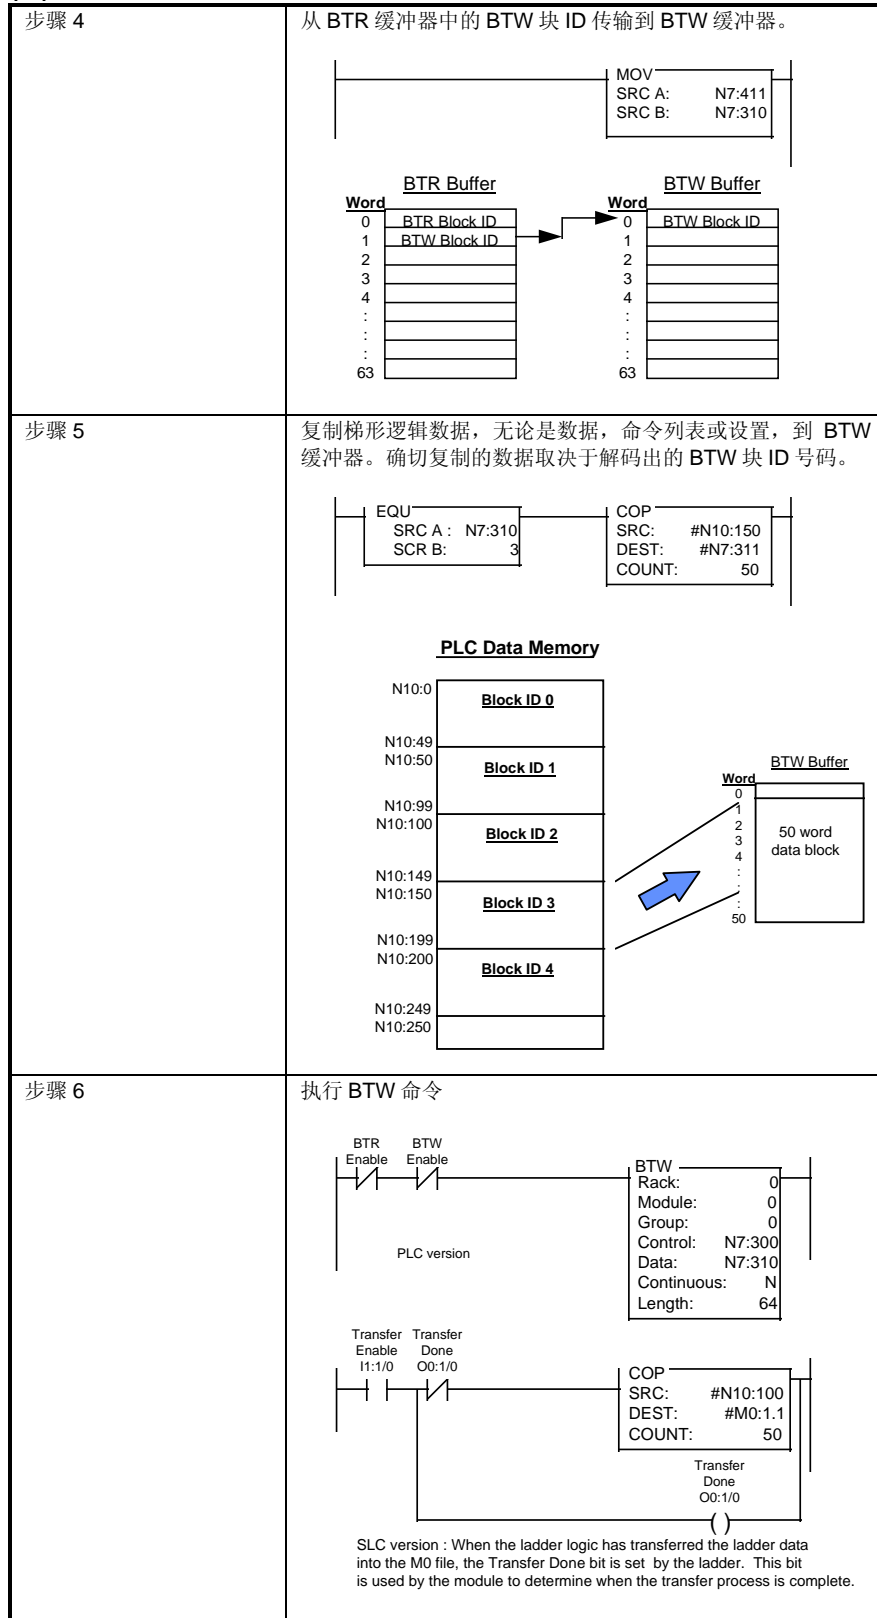 步骤 4
从 BTR 缓冲器中的 BTW 块 ID 传输到 BTW 缓冲器。
MOV
SRC A: N7:411
SRC B: N7:310
BTR Buffer
BTW Buffer
Word
Word
0 BTR Block ID
0 BTW Block ID
1 BTW Block ID
1
2
2
3
3
4
4
:
:
:
:
:
:
63
63
步骤 5
复制梯形逻辑数据，无论是数据，命令列表或设置，到 BTW
缓冲器。确切复制的数据取决于解码出的 BTW 块 ID 号码。
EQU
SRC A : N7:310
SCR B: 3
COP
SRC: #N10:150
DEST: #N7:311
COUNT: 50
PLC Data Memory
N10:0
Block ID 0
N10:49
N10:50
Block ID 1
N10:99
N10:100
Block ID 2
N10:149
N10:150
Block ID 3
N10:199
N10:200
Block ID 4
N10:249
N10:250
BTW Buffer
Word
0
1
2
3
4
:
:
:
50
50 word
data block
步骤 6
执行 BTW 命令
BTR
Enable
BTW
Enable
BTW
Rack: 0
Module: 0
Group: 0
Control: N7:300
Data: N7:310
Continuous: N
Length: 64
PLC version
Transfer
Enable
I1:1/0
Transfer
Done
O0:1/0
COP
SRC: #N10:100
DEST: #M0:1.1
COUNT: 50
Transfer
Done
O0:1/0
( )
SLC version : When the ladder logic has transferred the ladder data
into the M0 file, the Transfer Done bit is set by the ladder. This bit
is used by the module to determine when the transfer process is complete.